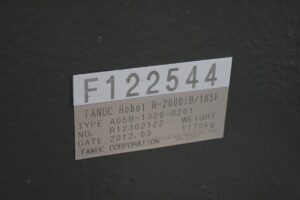 F122544
FANUC Robot R-2000iB/165F
TYPE A05B-1329-B201 WEIGHT
NO. R12302122 1170kg
DATE 2012.03
FANUC CORPORATION